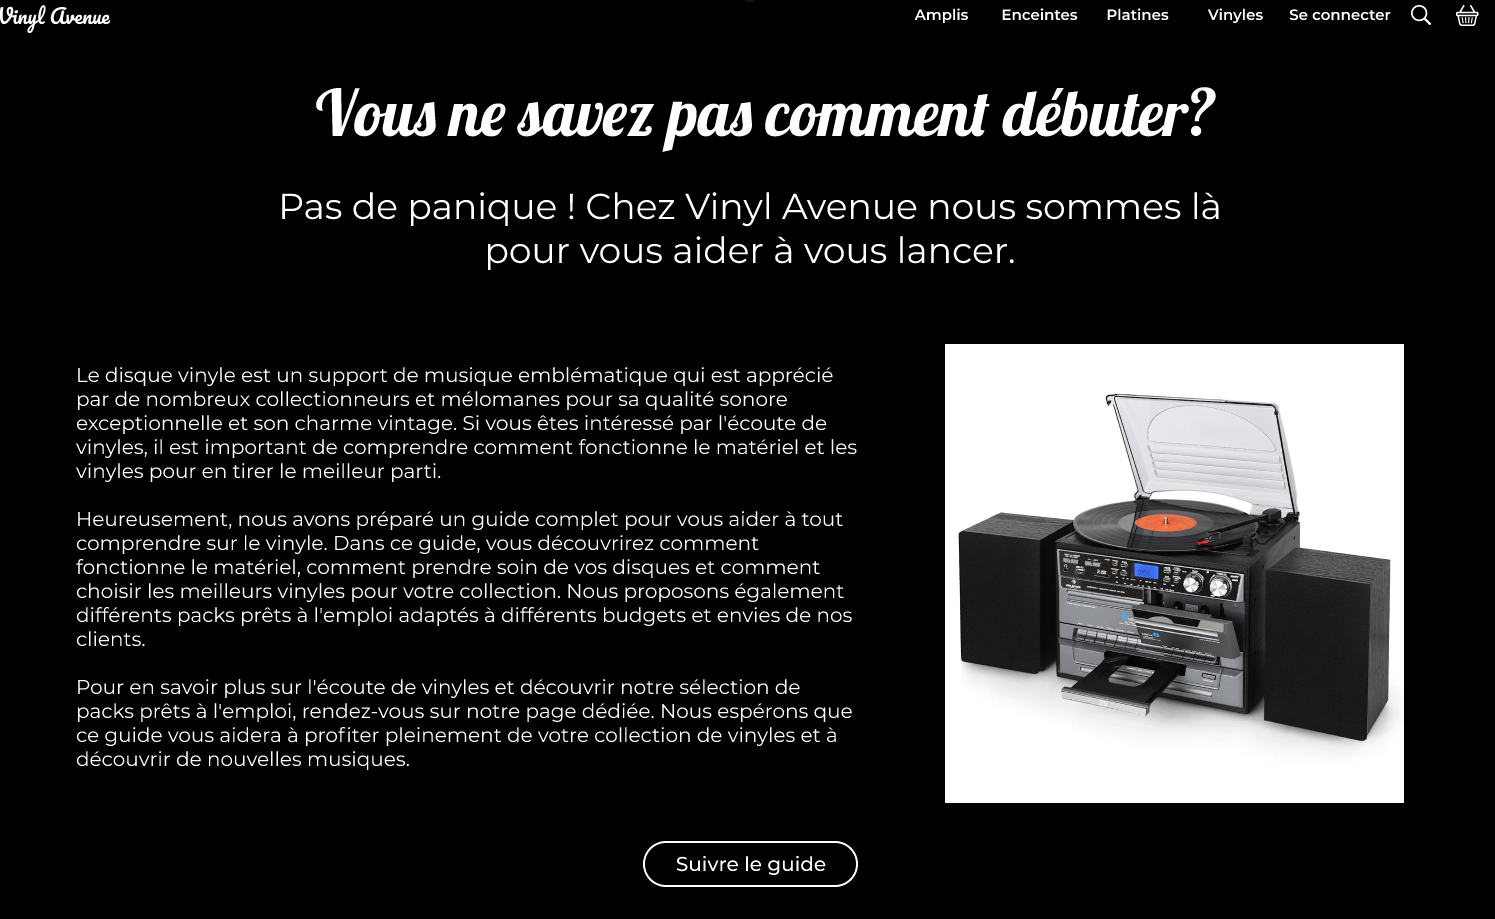 Vinyl Avenue
Amplis Enceintes Platines Vinyles Se connecter
Vous ne savez pas comment débuter?
Pas de panique ! Chez Vinyl Avenue nous sommes là
pour vous aider à vous lancer.
Le disque vinyle est un support de musique emblématique qui est apprécié
par de nombreux collectionneurs et mélomanes pour sa qualité sonore
exceptionnelle et son charme vintage. Si vous êtes intéressé par l'écoute de
vinyles, il est important de comprendre comment fonctionne le matériel et les
vinyles pour en tirer le meilleur parti.
Heureusement, nous avons préparé un guide complet pour vous aider à tout
comprendre sur le vinyle. Dans ce guide, vous découvrirez comment
fonctionne le matériel, comment prendre soin de vos disques et comment
choisir les meilleurs vinyles pour votre collection. Nous proposons également
différents packs prêts à l'emploi adaptés à différents budgets et envies de nos
clients.
Pour en savoir plus sur l'écoute de vinyles et découvrir notre sélection de
packs prêts à l'emploi, rendez-vous sur notre page dédiée. Nous espérons que
ce guide vous aidera à profiter pleinement de votre collection de vinyles et à
découvrir de nouvelles musiques.
Suivre le guide